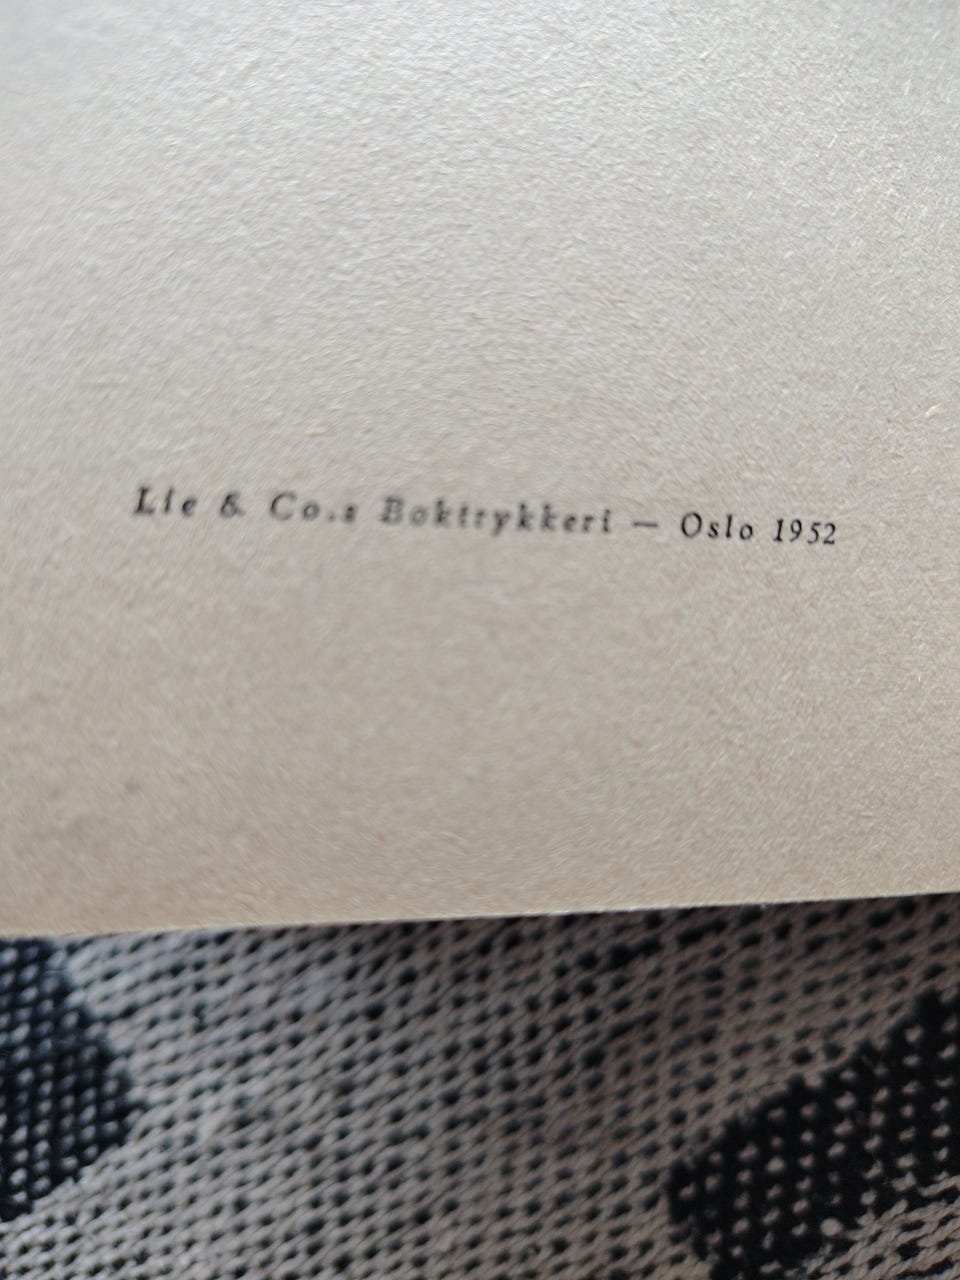 Lie & Co.s Boktrykkeri — Oslo 1952